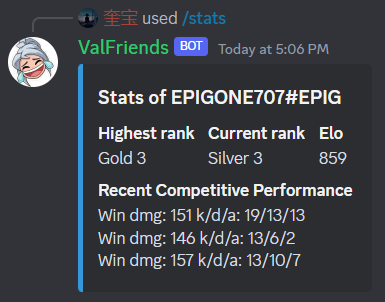 奎宝 used /stats
ValFriends BOT Today at 5:06 PM
Stats of EPIGONE707#EPIG
Highest rank Current rank Elo
Gold 3 Silver 3 859
Recent Competitive Performance
Win dmg: 151 k/d/a: 19/13/13
Win dmg: 146 k/d/a: 13/6/2
Win dmg: 157 k/d/a: 13/10/7